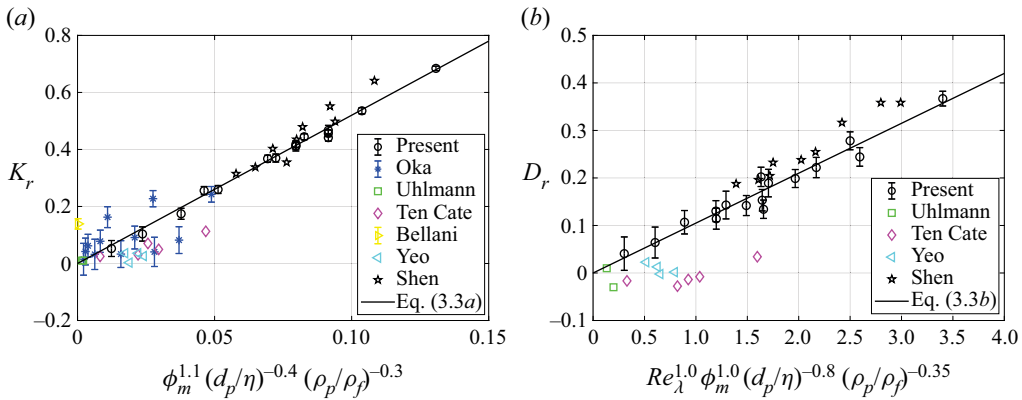 (a)
0.8
0.6
0.4
0.2
0
−0.2
K_r
0
0.05
0.10
0.15
ϕ_m^{1.1} (d_p/η)^{−0.4} (ρ_p/ρ_f)^{−0.3}
Present
Oka
Uhlmann
Ten Cate
Bellani
Yeo
Shen
Eq. (3.3a)
(b)
0.5
0.4
0.3
0.2
0.1
0
−0.1
D_r
0
0.5
1.0
1.5
2.0
2.5
3.0
3.5
4.0
Re_λ^{1.0} ϕ_m^{1.0} (d_p/η)^{−0.8} (ρ_p/ρ_f)^{−0.35}
Present
Uhlmann
Ten Cate
Yeo
Shen
Eq. (3.3b)